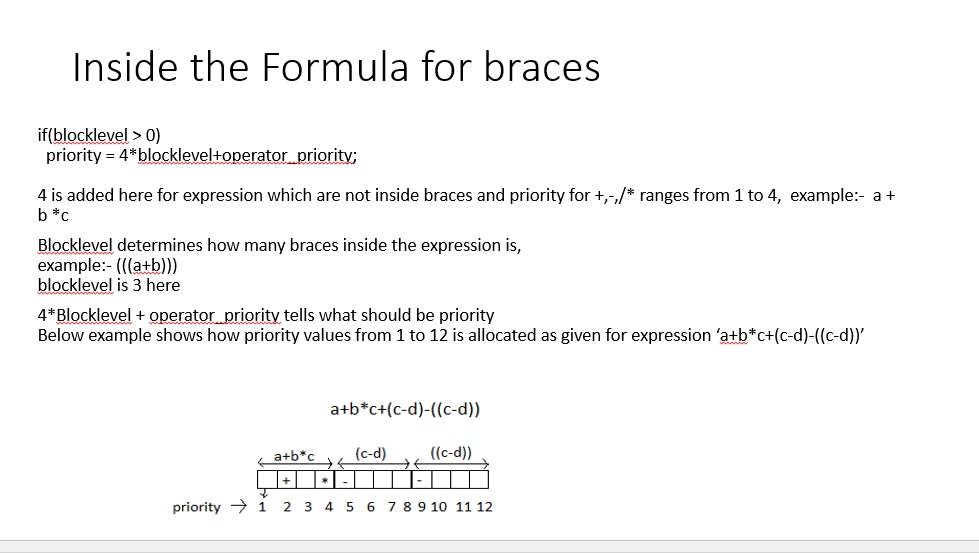 Inside the Formula for braces
if(blocklevel > 0)
priority = 4*blocklevel+operator_priority;
4 is added here for expression which are not inside braces and priority for +,-,/* ranges from 1 to 4, example:- a +
b *c
Blocklevel determines how many braces inside the expression is,
example:- (((a+b)))
blocklevel is 3 here
4*Blocklevel + operator_priority tells what should be priority
Below example shows how priority values from 1 to 12 is allocated as given for expression ‘a+b*c+(c-d)-((c-d))’
a+b*c+(c-d)-((c-d))
a+b*c (c-d) ((c-d))
+ * - -
priority → 1 2 3 4 5 6 7 8 9 10 11 12